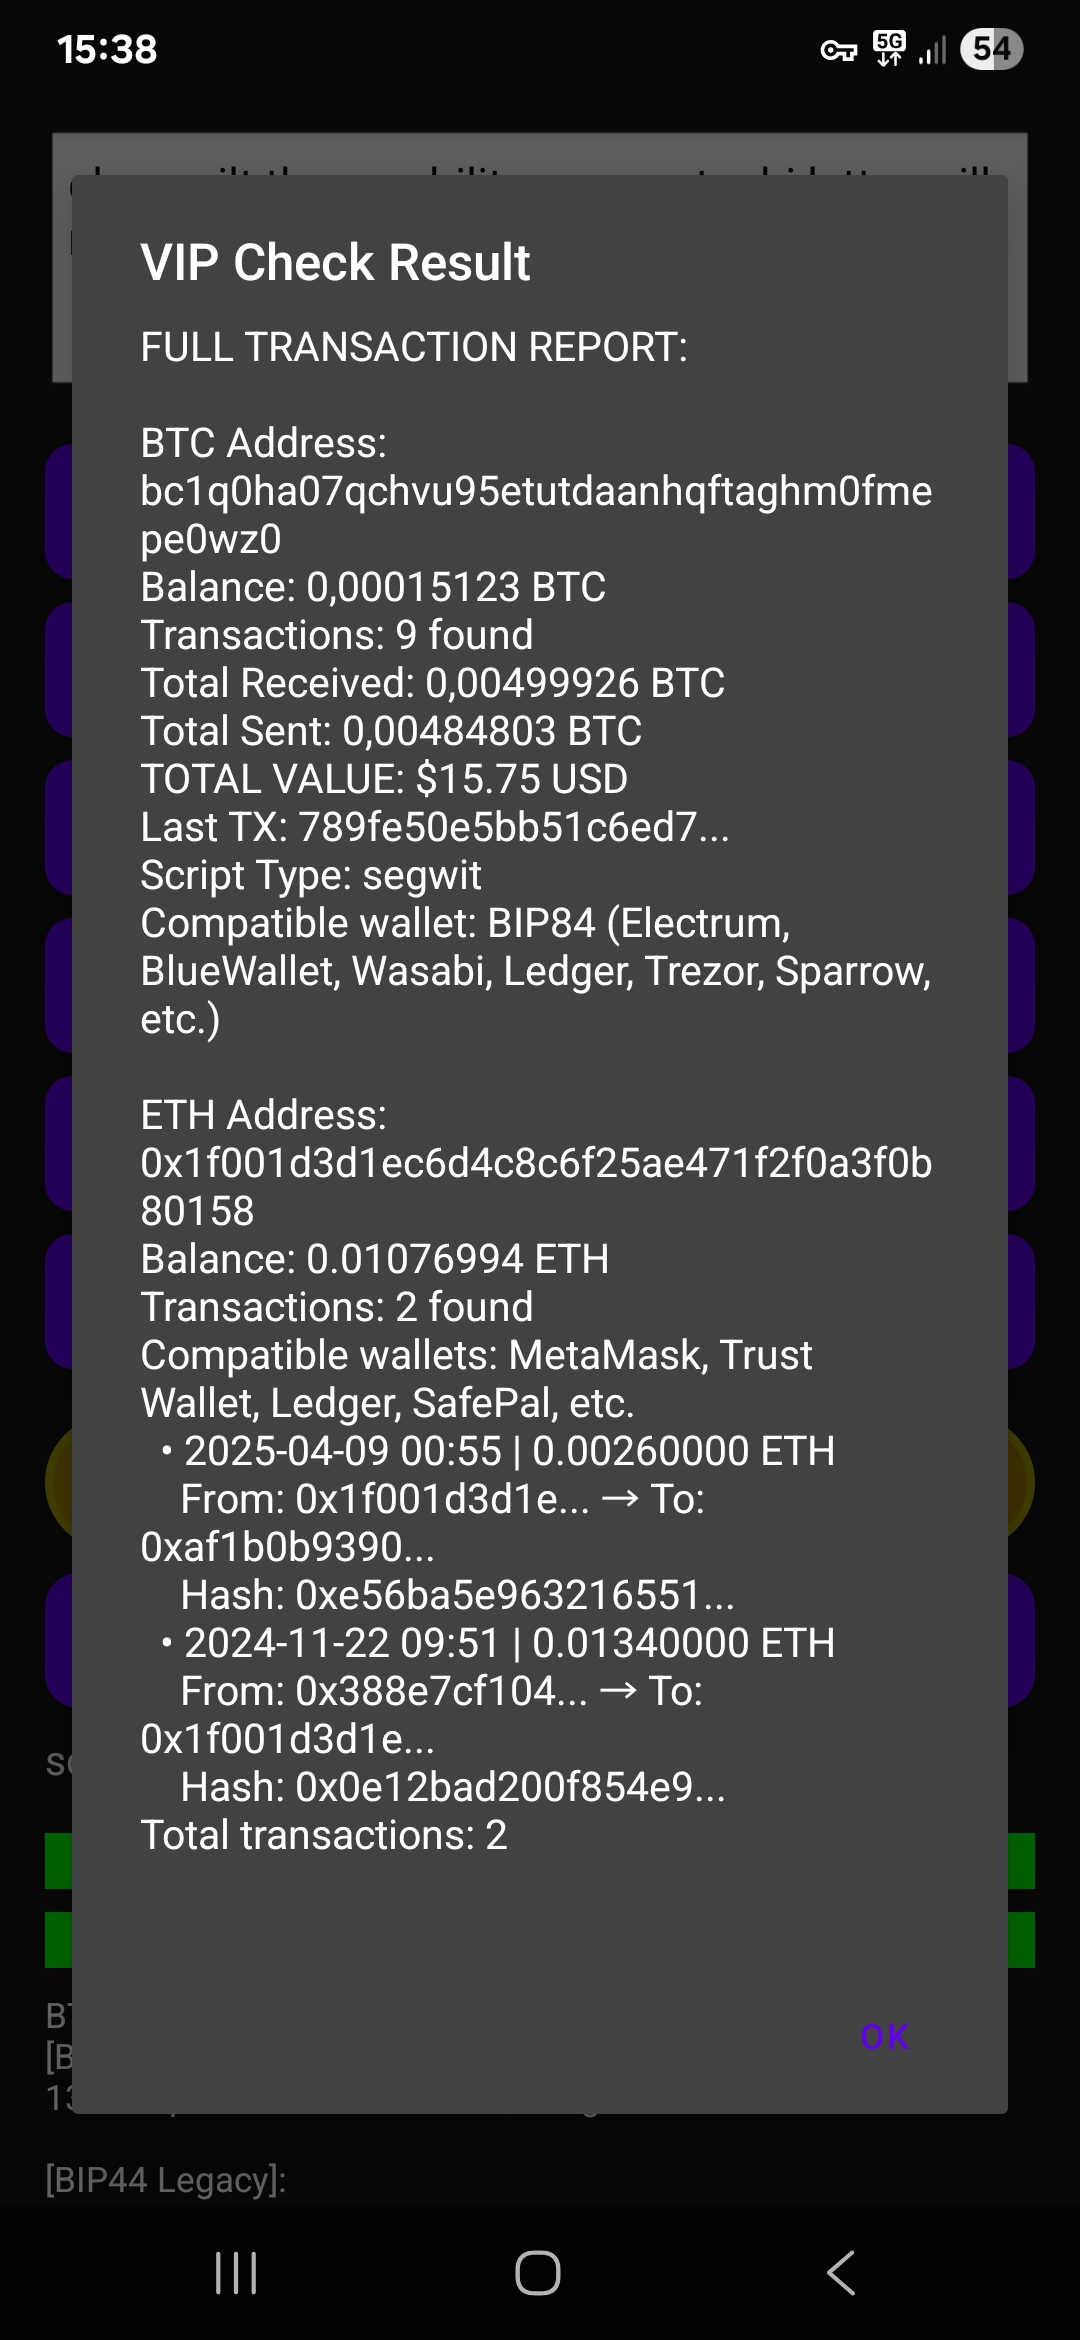 15:38
5G
54
VIP Check Result
FULL TRANSACTION REPORT:
BTC Address:
bc1q0ha07qchvu95etutdaanhqftaghm0fme
pe0wz0
Balance: 0,00015123 BTC
Transactions: 9 found
Total Received: 0,00499926 BTC
Total Sent: 0,00484803 BTC
TOTAL VALUE: $15.75 USD
Last TX: 789fe50e5bb51c6ed7...
Script Type: segwit
Compatible wallet: BIP84 (Electrum,
BlueWallet, Wasabi, Ledger, Trezor, Sparrow,
etc.)
ETH Address:
0x1f001d3d1ec6d4c8c6f25ae471f2f0a3f0b
80158
Balance: 0.01076994 ETH
Transactions: 2 found
Compatible wallets: MetaMask, Trust
Wallet, Ledger, SafePal, etc.
• 2025-04-09 00:55 | 0.00260000 ETH
From: 0x1f001d3d1e... → To:
0xaf1b0b9390...
Hash: 0xe56ba5e963216551...
• 2024-11-22 09:51 | 0.01340000 ETH
From: 0x388e7cf104... → To:
0x1f001d3d1e...
Hash: 0x0e12bad200f854e9...
Total transactions: 2
OK
[BIP44 Legacy]: